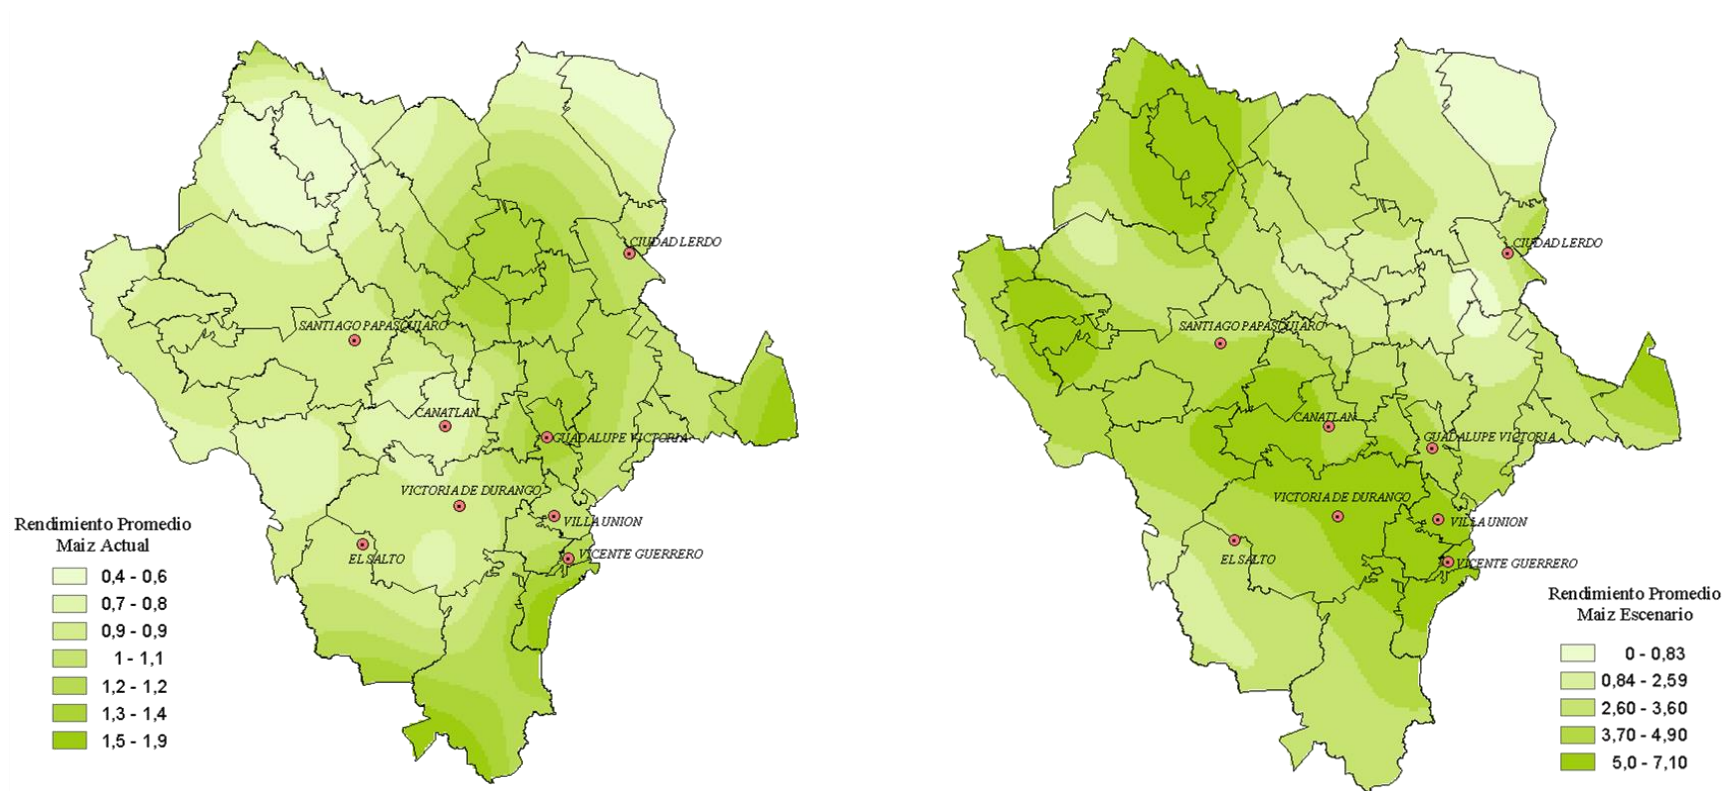 CIUDAD LERDO
SANTIAGO PAPASQUIARO
CANATLAN
GUADALUPE VICTORIA
VICTORIA DE DURANGO
VILLA UNION
EL SALTO
VICENTE GUERRERO
Rendimiento Promedio
Maiz Actual
0,4 - 0,6
0,7 - 0,8
0,9 - 0,9
1 - 1,1
1,2 - 1,2
1,3 - 1,4
1,5 - 1,9
CIUDAD LERDO
SANTIAGO PAPASQUIARO
CANATLAN
GUADALUPE VICTORIA
VICTORIA DE DURANGO
VILLA UNION
EL SALTO
VICENTE GUERRERO
Rendimiento Promedio
Maiz Escenario
0 - 0,83
0,84 - 2,59
2,60 - 3,60
3,70 - 4,90
5,0 - 7,10